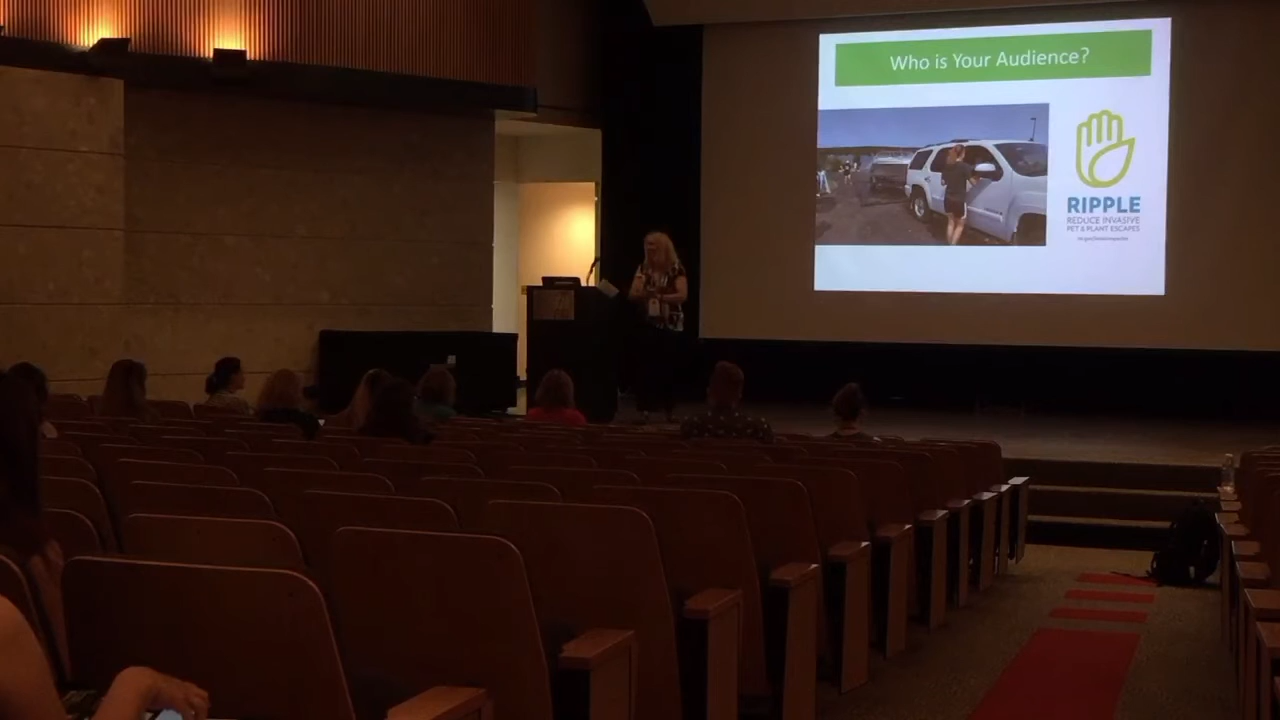 Who is Your Audience?
RIPPLE
REDUCE INVASIVE
PET & PLANT ESCAPES